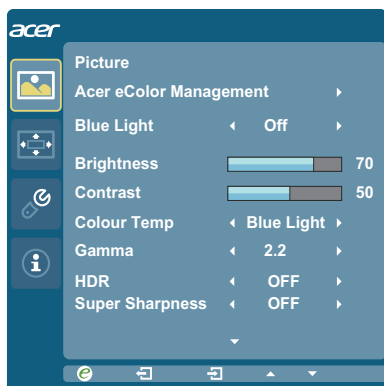 acer
Picture
Acer eColor Management
Blue Light Off
Brightness 70
Contrast 50
Colour Temp Blue Light
Gamma 2.2
HDR OFF
Super Sharpness OFF
e